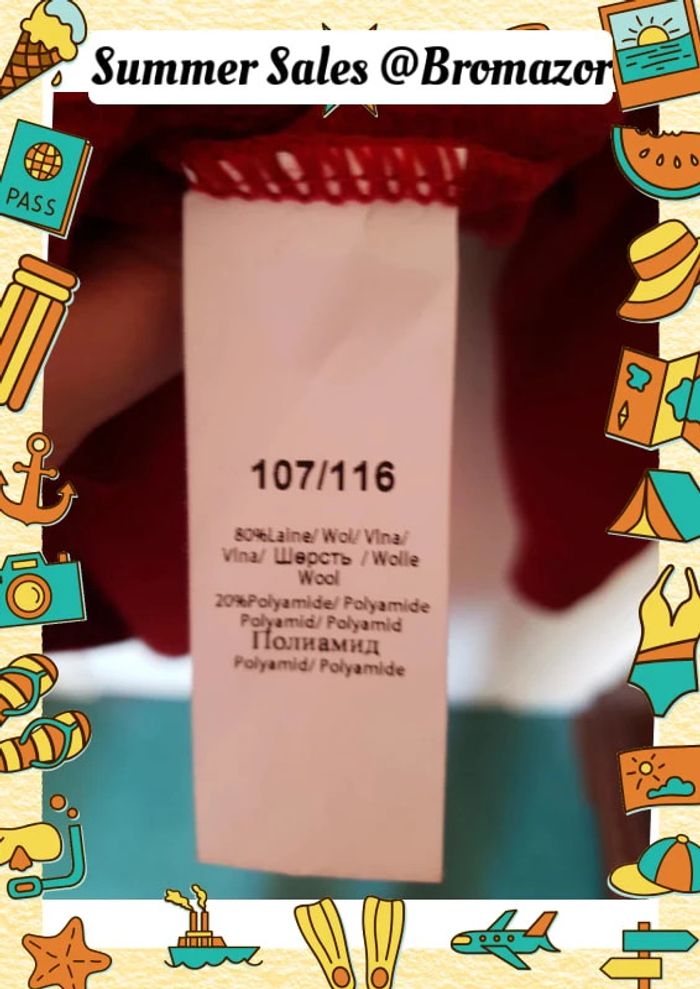 Summer Sales @Bromazor
PASS
107/116
80%Laine/ Wol/ Vlna/
Vlna/ Шерсть /Wolle
Wool
20%Polyamide/ Polyamide
Polyamid/ Polyamid
Полиамид
Polyamid/ Polyamide